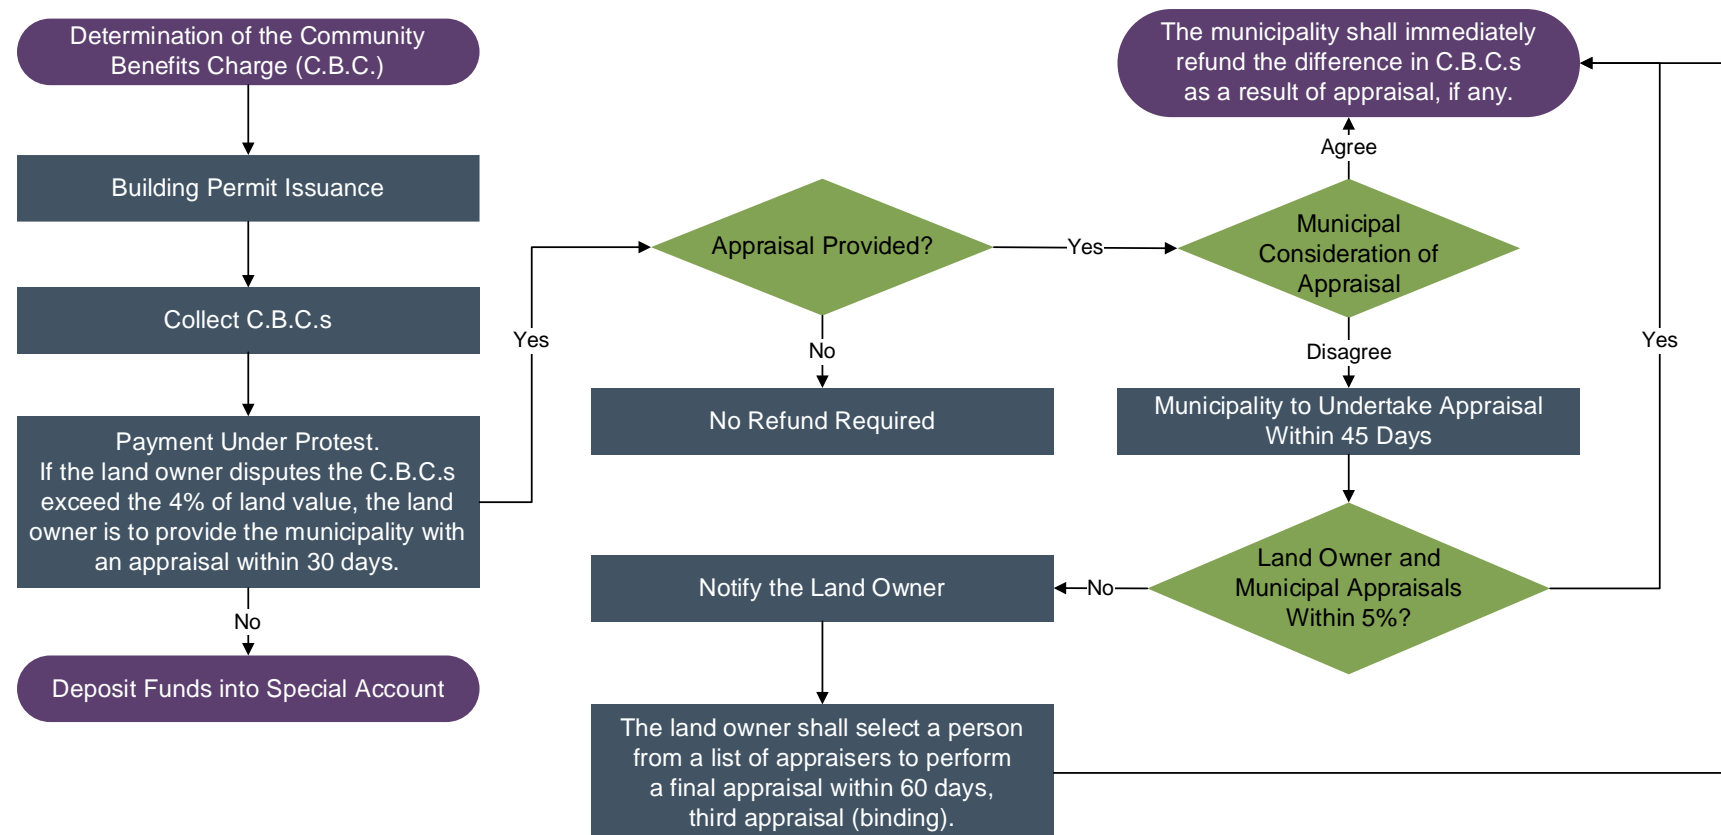 Determination of the Community
Benefits Charge (C.B.C.)
Building Permit Issuance
Collect C.B.C.s
Payment Under Protest.
If the land owner disputes the C.B.C.s
exceed the 4% of land value, the land
owner is to provide the municipality with
an appraisal within 30 days.
No
Deposit Funds into Special Account
Yes
Appraisal Provided?
No
No Refund Required
Yes
Municipal
Consideration of
Appraisal
Agree
The municipality shall immediately
refund the difference in C.B.C.s
as a result of appraisal, if any.
Disagree
Municipality to Undertake Appraisal
Within 45 Days
Land Owner and
Municipal Appraisals
Within 5%?
Yes
No
Notify the Land Owner
The land owner shall select a person
from a list of appraisers to perform
a final appraisal within 60 days,
third appraisal (binding).